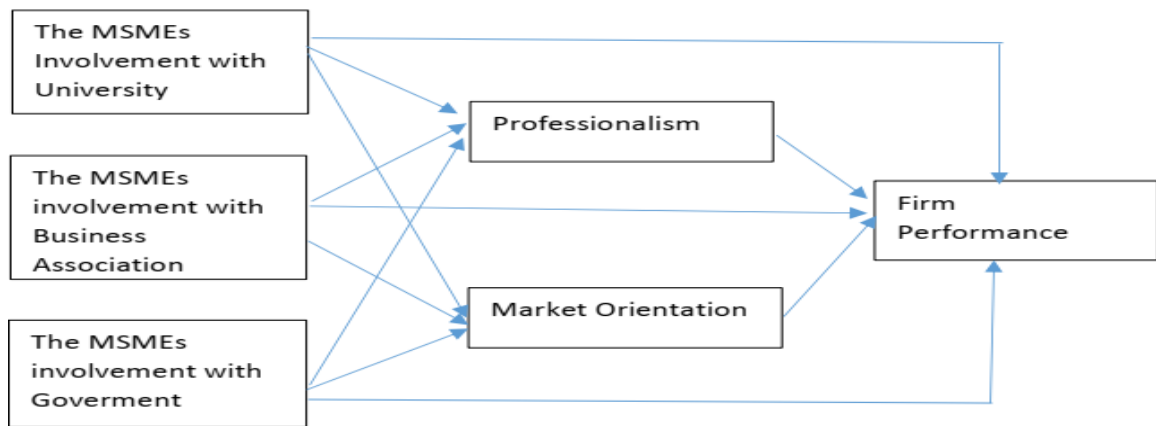 The MSMEs
Involvement with
University
Professionalism
The MSMEs
involvement with
Business
Association
Firm
Performance
Market Orientation
The MSMEs
involvement with
Goverment